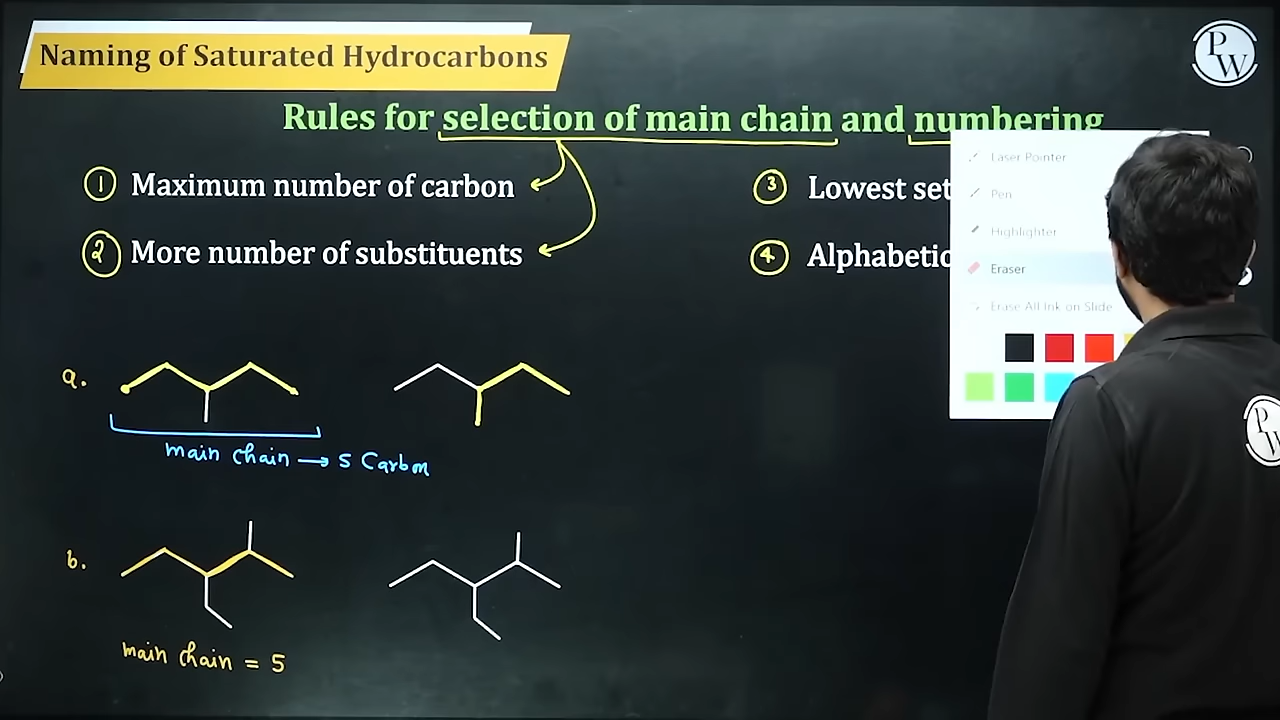 Naming of Saturated Hydrocarbons
PW
Rules for selection of main chain and numbering
1 Maximum number of carbon
3 Lowest set
2 More number of substituents
4 Alphabetic
Laser Pointer
Pen
Highlighter
Eraser
Erase All Ink on Slide
a.
main chain → 5 Carbon
PW
b.
main chain = 5